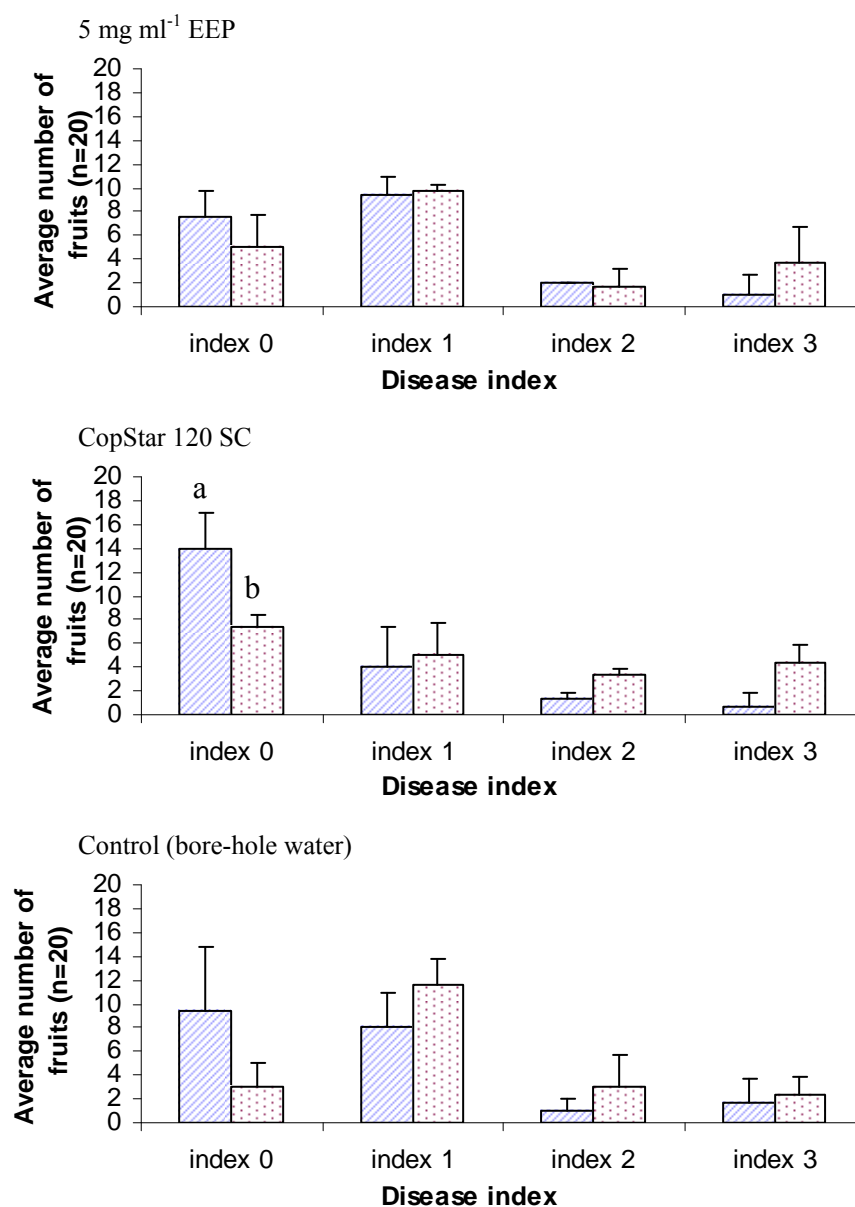 5 mg ml⁻¹ EEP
Average number of
fruits (n=20)
20
18
16
14
12
10
8
6
4
2
0
index 0 index 1 index 2 index 3
Disease index
CopStar 120 SC
Average number of
fruits (n=20)
20
18
16
14
12
10
8
6
4
2
0
a
b
index 0 index 1 index 2 index 3
Disease index
Control (bore-hole water)
Average number of
fruits (n=20)
20
18
16
14
12
10
8
6
4
2
0
index 0 index 1 index 2 index 3
Disease index